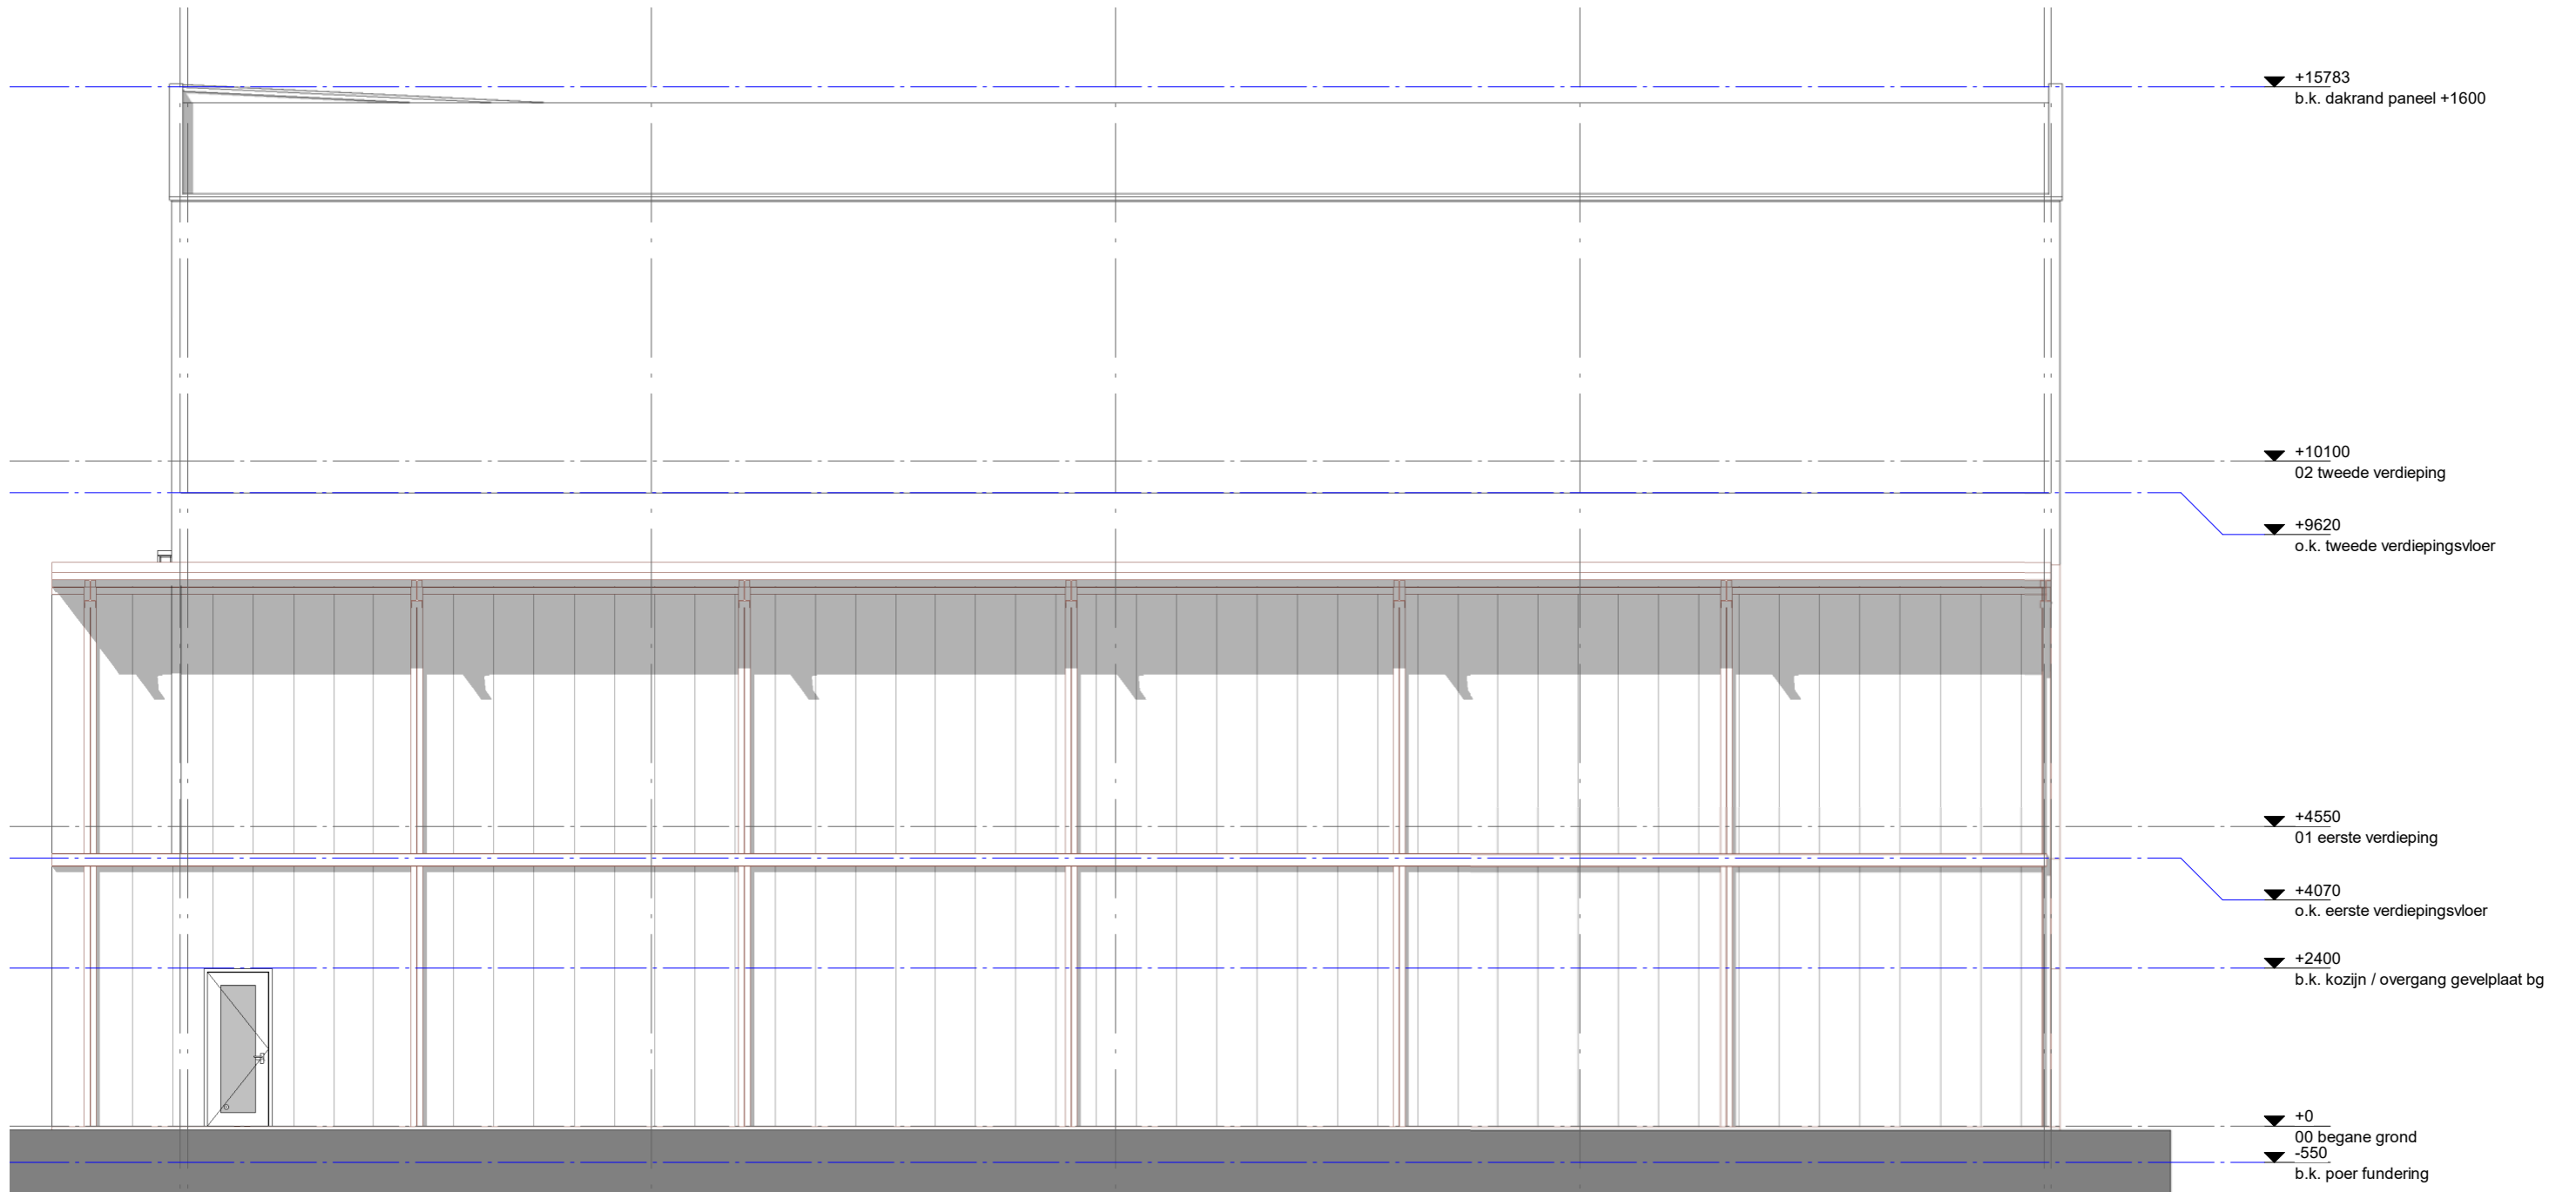 +15783
b.k. dakrand paneel +1600
+10100
02 tweede verdieping
+9620
o.k. tweede verdiepingsvloer
+4550
01 eerste verdieping
+4070
o.k. eerste verdiepingsvloer
+2400
b.k. kozijn / overgang gevelplaat bg
+0
00 begane grond
-550
b.k. poer fundering